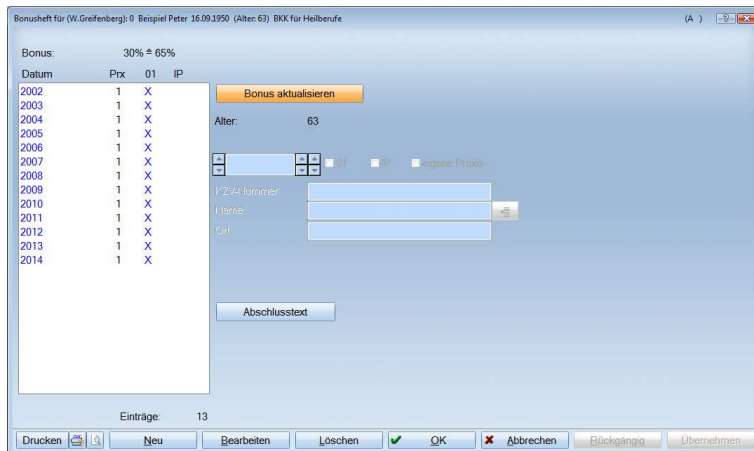 Bonusheft für (W.Greifenberg): 0 Beispiel Peter 16.09.1950 (Alter: 63) BKK für Heilberufe (A )
Bonus: 30% ≙ 65%
Datum Prx 01 IP
2002 1 X
Bonus aktualisieren
2003 1 X
2004 1 X
Alter: 63
2005 1 X
2006 1 X
2007 1 X
01 IP eigene Praxis
2008 1 X
2009 1 X
KZV-Nummer
2010 1 X
Name
2011 1 X
2012 1 X
Ort
2013 1 X
2014 1 X
Abschlusstext
Einträge: 13
Drucken Neu Bearbeiten Löschen OK Abbrechen Rückgängig Übernehmen